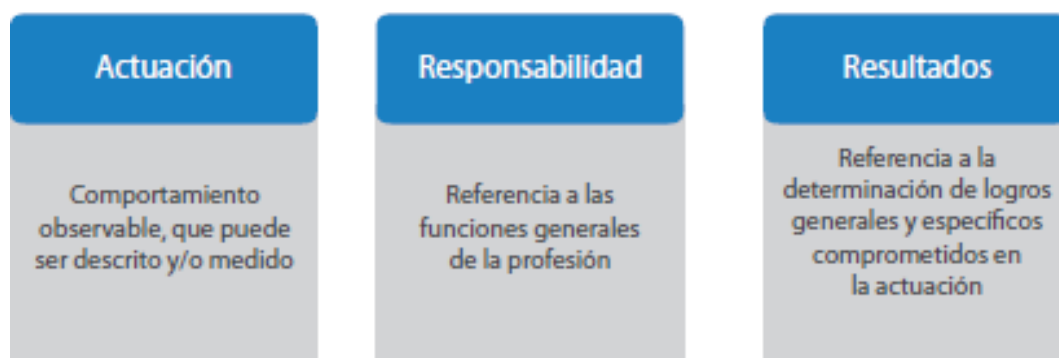 Actuación
Comportamiento
observable, que puede
ser descrito y/o medido
Responsabilidad
Referencia a las
funciones generales
de la profesión
Resultados
Referencia a la
determinación de logros
generales y específicos
comprometidos en
la actuación